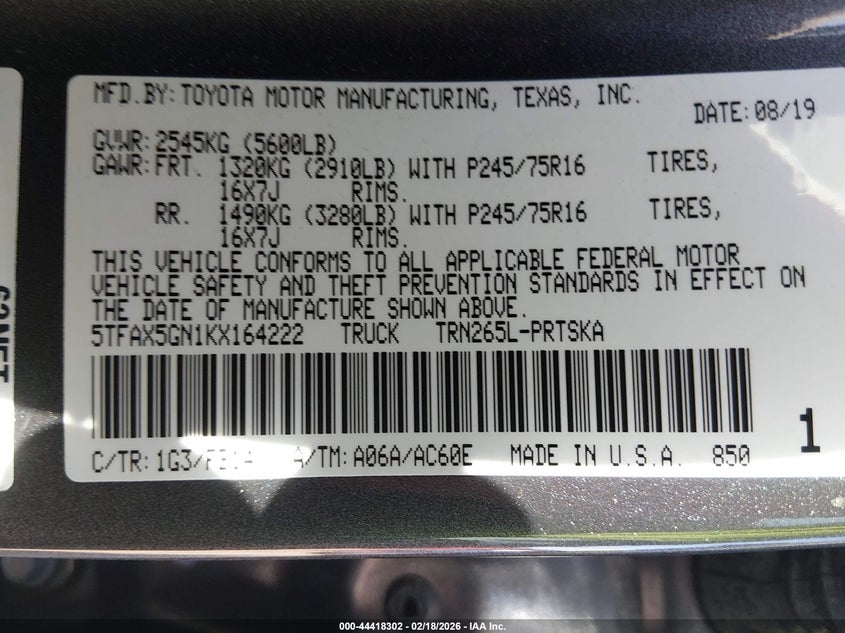 MFD.BY: TOYOTA MOTOR MANUFACTURING, TEXAS, INC.
DATE: 08/19
GVWR: 2545KG (5600LB)
GAWR: FRT. 1320KG (2910LB) WITH P245/75R16 TIRES,
16X7J RIMS.
RR. 1490KG (3280LB) WITH P245/75R16 TIRES,
16X7J RIMS.
THIS VEHICLE CONFORMS TO ALL APPLICABLE FEDERAL MOTOR
VEHICLE SAFETY AND THEFT PREVENTION STANDARDS IN EFFECT ON
THE DATE OF MANUFACTURE SHOWN ABOVE.
5TFAX5GN1KX164222 TRUCK TRN265L-PRTSKA
1
C/TR: 1G3/ A/TM: A06A/AC60E MADE IN U.S.A. 850
000-44418302 — 02/18/2026 — IAA Inc.